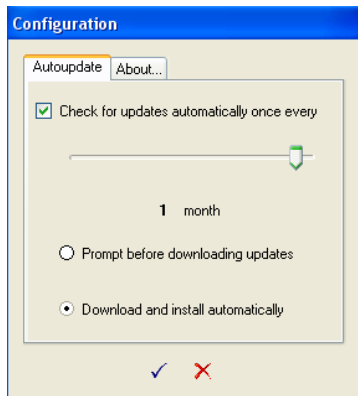 Configuration
Autoupdate About...
Check for updates automatically once every
1 month
Prompt before downloading updates
Download and install automatically